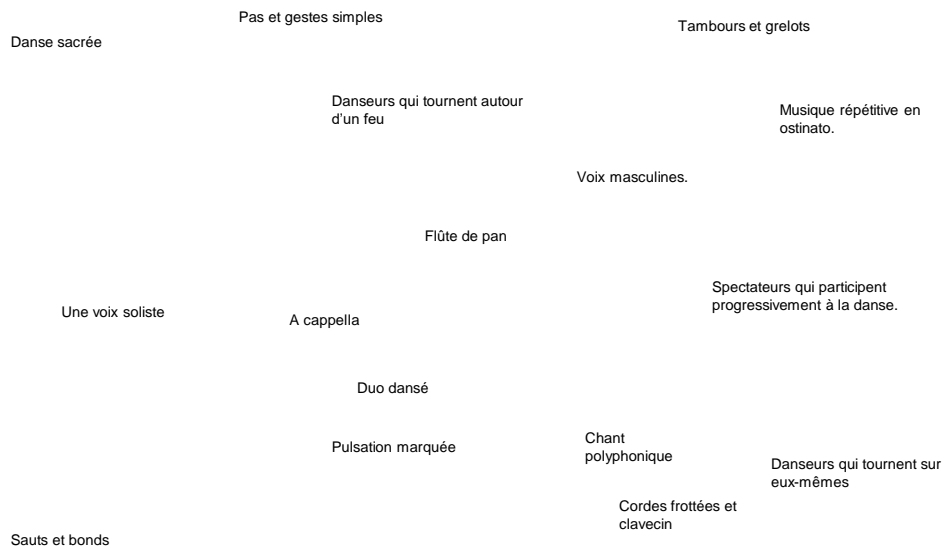 Pas et gestes simples
Tambours et grelots
Danse sacrée
Danseurs qui tournent autour
d'un feu
Musique répétitive en
ostinato.
Voix masculines.
Flûte de pan
Spectateurs qui participent
progressivement à la danse.
Une voix soliste
A cappella
Duo dansé
Pulsation marquée
Chant
polyphonique
Danseurs qui tournent sur
eux-mêmes
Cordes frottées et
clavecin
Sauts et bonds